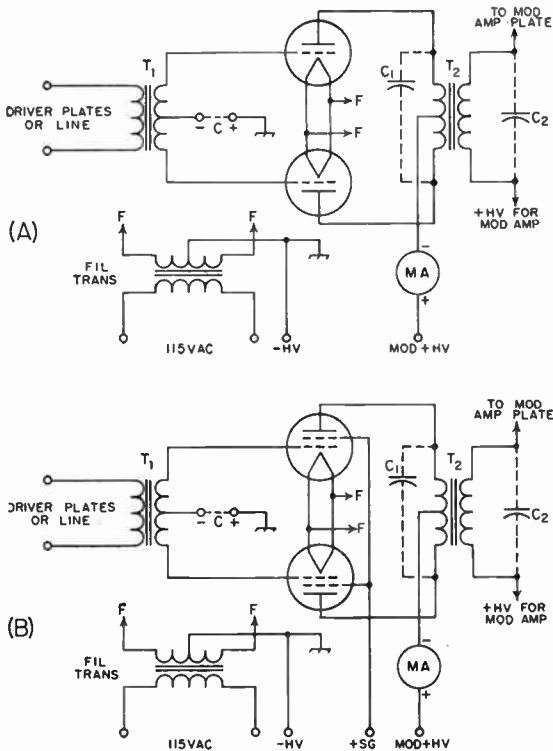 TO MOD
AMP PLATE
T1
C1
T2
F
DRIVER PLATES
OR LINE
- C +
C2
F
+HV FOR
MOD AMP
(A)
F
F
FIL
TRANS
-
MA
+
115VAC
-HV
MOD +HV
TO MOD
AMP PLATE
T1
C1
T2
F
DRIVER PLATES
OR LINE
- C +
C2
F
+HV FOR
MOD AMP
(B)
F
F
FIL
TRANS
-
MA
+
115VAC
-HV
+SG
MOD+HV